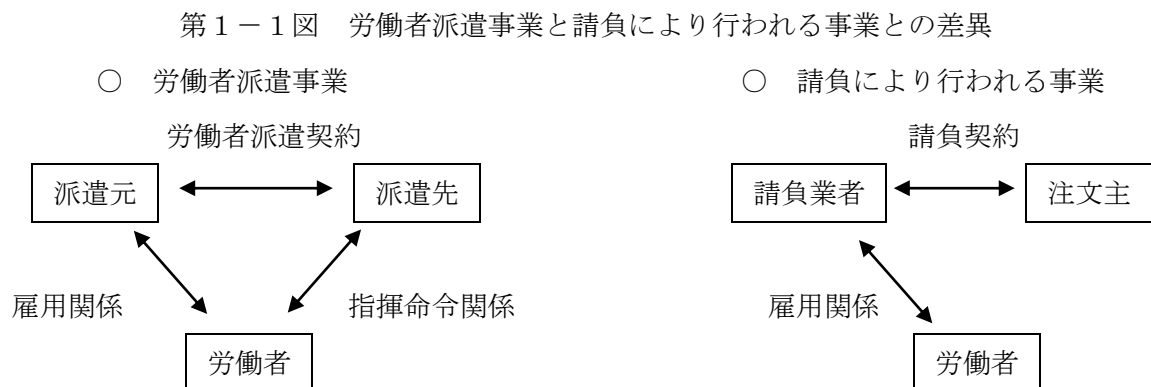 第1-1図　労働者派遣事業と請負により行われる事業との差異
○　労働者派遣事業
労働者派遣契約
派遣元
派遣先
雇用関係
指揮命令関係
労働者
○　請負により行われる事業
請負契約
請負業者
注文主
雇用関係
労働者